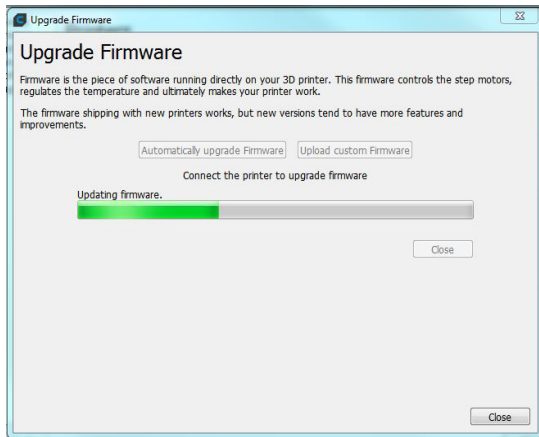 Upgrade Firmware
Upgrade Firmware
Firmware is the piece of software running directly on your 3D printer. This firmware controls the step motors,
regulates the temperature and ultimately makes your printer work.
The firmware shipping with new printers works, but new versions tend to have more features and
improvements.
Automatically upgrade Firmware Upload custom Firmware
Connect the printer to upgrade firmware
Updating firmware.
Close
Close